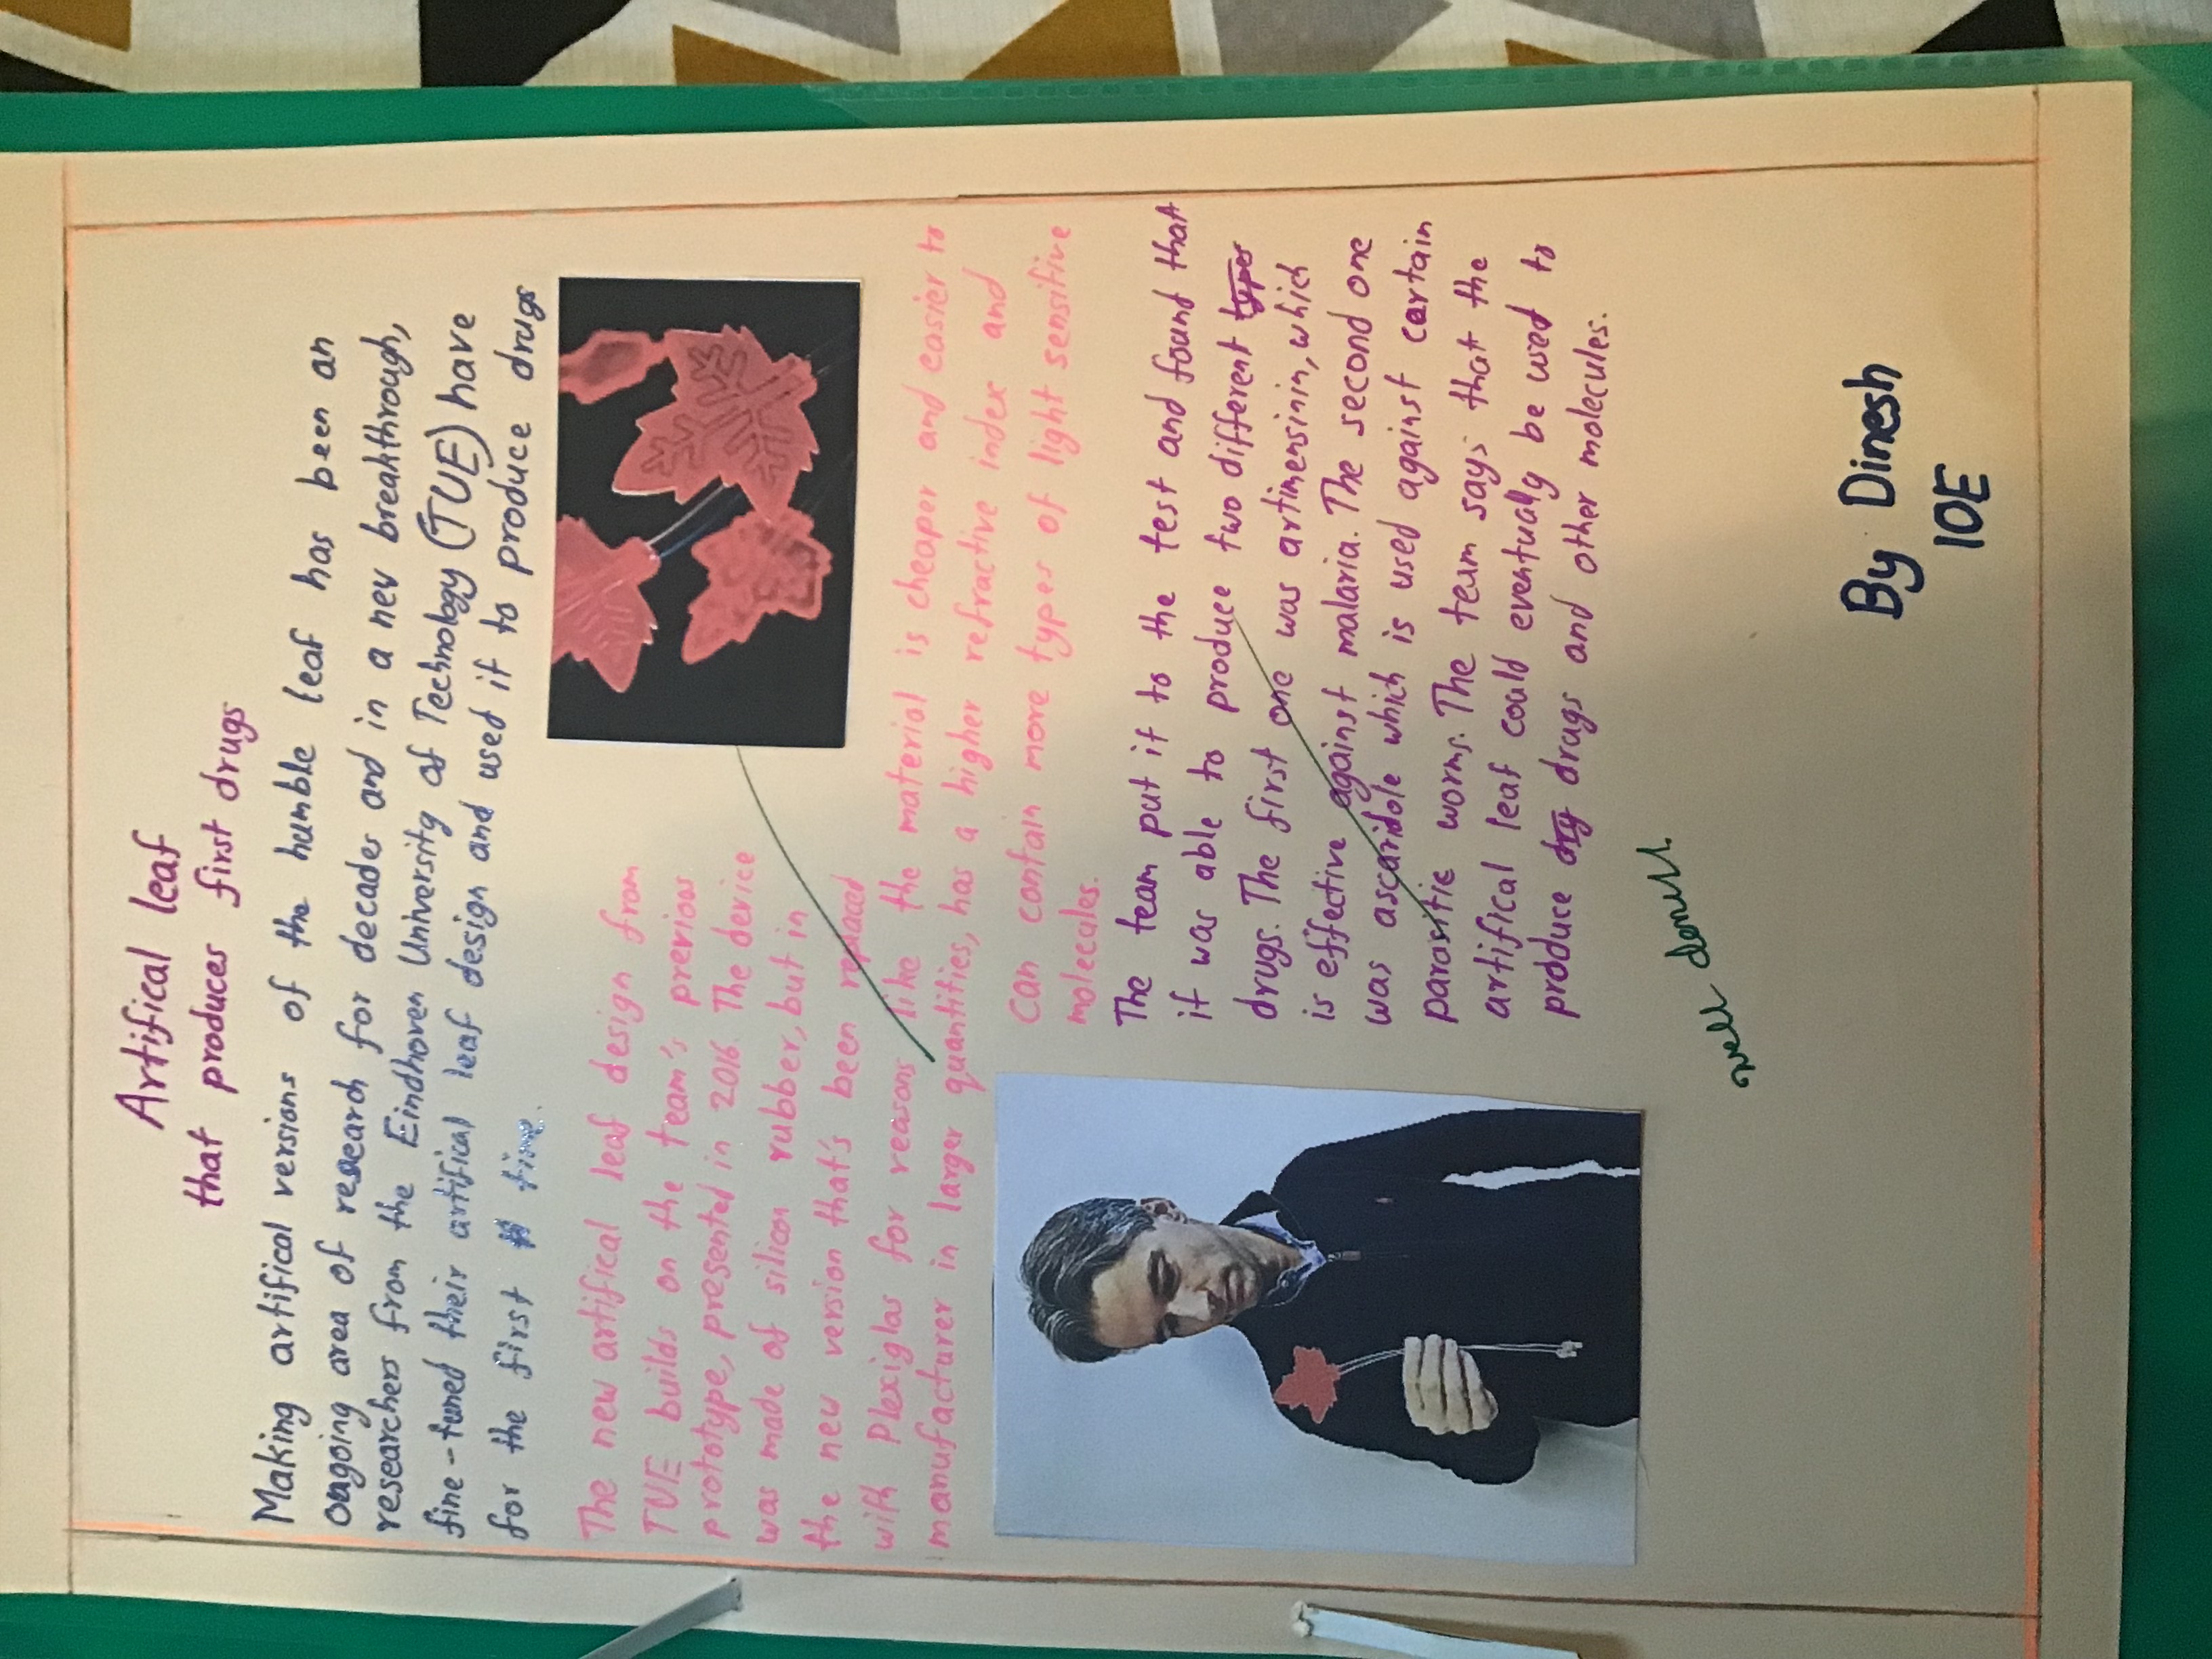 Artifical leaf
that produces first drugs
Making artifical versions of the humble leaf has been an
ongoing area of research for decades and in a new breakthrough,
researchers from the Eindhoven University of Technology (TUE) have
fine-tuned their artifical leaf design and used it to produce drugs
for the first time.
The new artifical leaf design from
TUE builds on the team's previous
prototype, presented in 2016. The device
was made of silicon rubber, but in
the new version that's been replaced
with Plexiglas for reasons like the material is cheaper and easier to
manufacturer in larger quantities, has a higher refractive index and
can contain more types of light sensitive
molecules.
The team put it to the test and found that
it was able to produce two different types
drugs. The first one was artimensinin, which
is effective against malaria. The second one
was ascaridole which is used against certain
parasitic worms. The team says that the
artifical leaf could eventually be used to
produce dry drugs and other molecules.
well done!!!
By Dinesh
10E